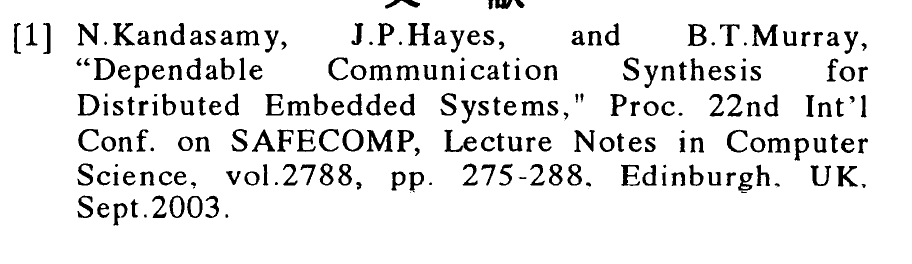 [1] N.Kandasamy, J.P.Hayes, and B.T.Murray,
“Dependable Communication Synthesis for
Distributed Embedded Systems," Proc. 22nd Int'l
Conf. on SAFECOMP, Lecture Notes in Computer
Science, vol.2788, pp. 275-288, Edinburgh, UK,
Sept.2003.